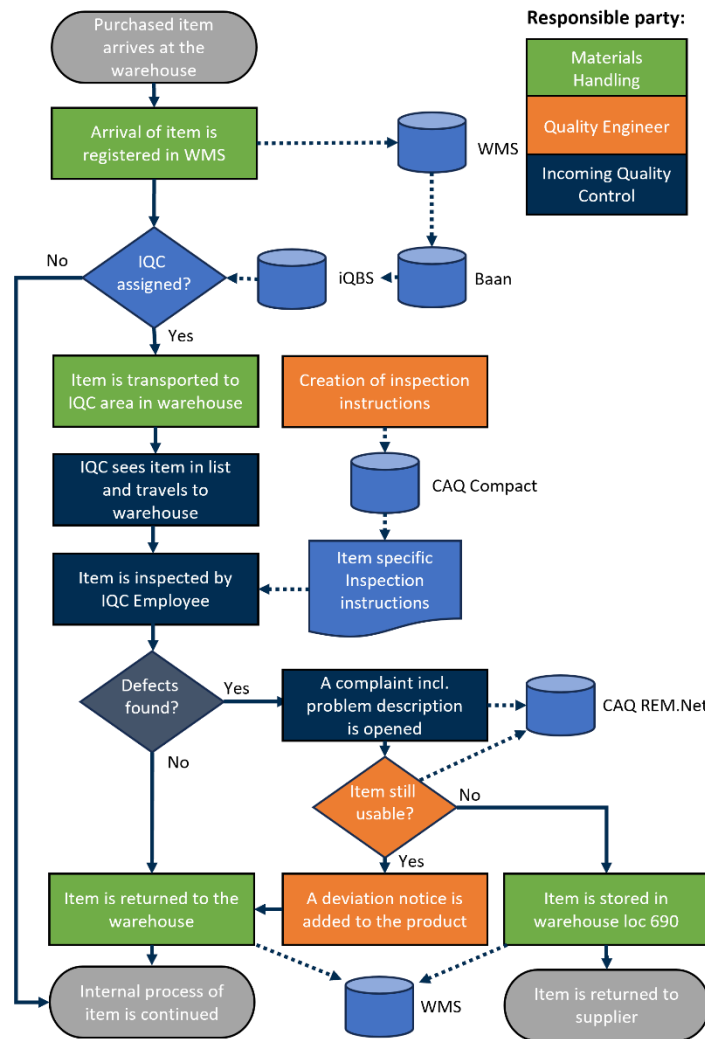 Purchased item
arrives at the
warehouse
Responsible party:
Materials
Handling
Quality Engineer
Incoming Quality
Control
Arrival of item is
registered in WMS
WMS
No
IQC
assigned?
iQBS
Baan
Yes
Item is transported to
IQC area in warehouse
Creation of inspection
instructions
IQC sees item in list
and travels to
warehouse
CAQ Compact
Item is inspected by
IQC Employee
Item specific
Inspection
instructions
Defects
found?
Yes
A complaint incl.
problem description
is opened
CAQ REM.Net
No
Item still
usable?
No
Yes
Item is returned to the
warehouse
A deviation notice is
added to the product
Item is stored in
warehouse loc 690
Internal process of
item is continued
WMS
Item is returned to
supplier